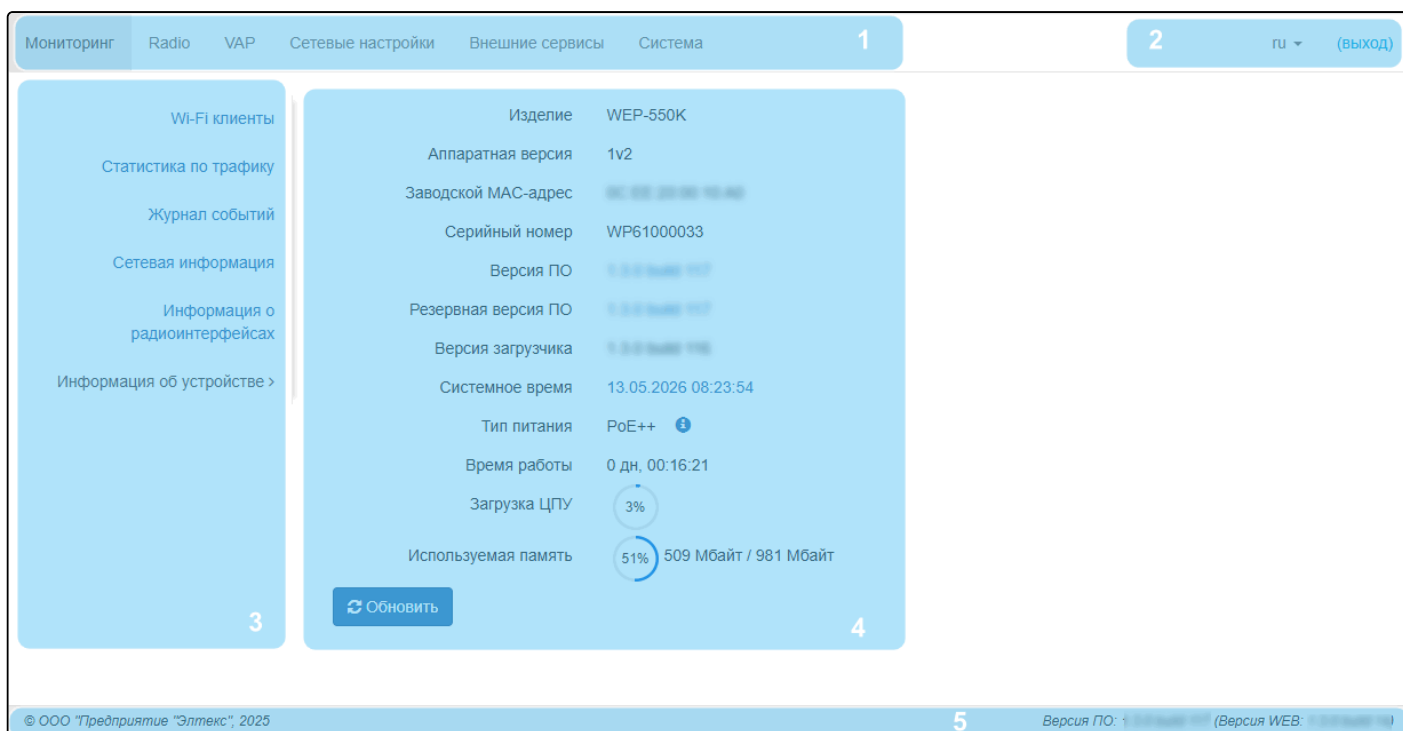 Мониторинг Radio VAP Сетевые настройки Внешние сервисы Система 1 2 ru (выход)
Wi-Fi клиенты
Статистика по трафику
Журнал событий
Сетевая информация
Информация о
радиоинтерфейсах
Информация об устройстве >
3
Изделие WEP-550K
Аппаратная версия 1v2
Заводской MAC-адрес
Серийный номер WP61000033
Версия ПО
Резервная версия ПО
Версия загрузчика
Системное время 13.05.2026 08:23:54
Тип питания PoE++
Время работы 0 дн, 00:16:21
Загрузка ЦПУ 3%
Используемая память 51% 509 Мбайт / 981 Мбайт
Обновить
4
© ООО "Предприятие "Элтекс", 2025 5 Версия ПО: (Версия WEB: )